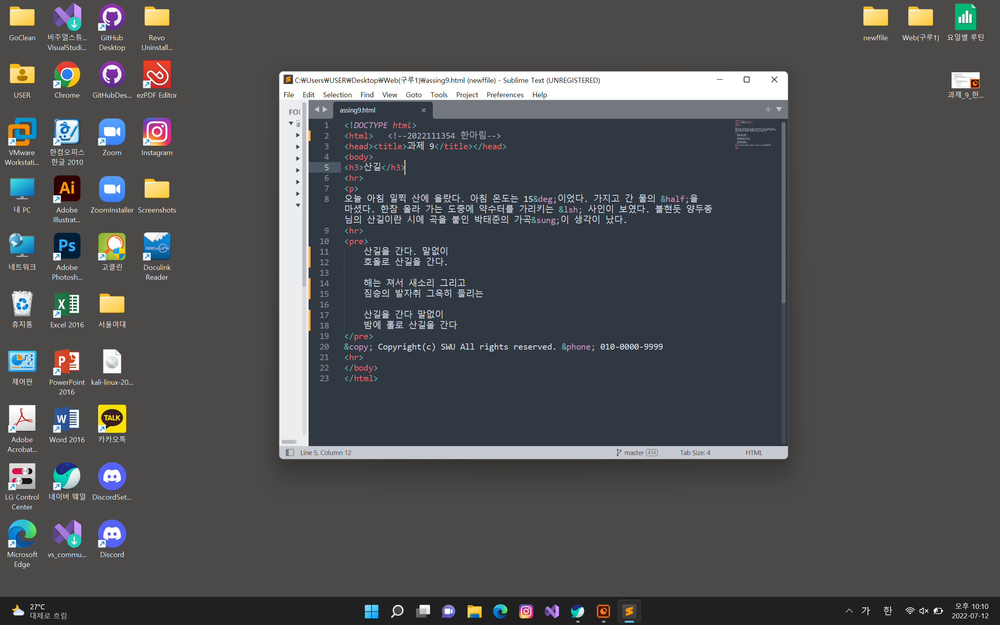 GoClean
비주얼스튜...
VisualStudi...
GitHub
Desktop
Revo
Uninstall...
newffile
Web(구루1)
요일별 루틴
USER
Chrome
GitHubDes...
ezPDF Editor
과제_9_한...
VMware
Workstati...
한컴오피스
한글 2010
Zoom
Instagram
내 PC
Adobe
Illustrat...
ZoomInstaller
Screenshots
네트워크
Adobe
Photosh...
고클린
Doculink
Reader
휴지통
Excel 2016
서울여대
제어판
PowerPoint
2016
kali-linux-20...
Adobe
Acrobat...
Word 2016
TALK
카카오톡
LG Control
Center
네이버 웨일
DiscordSet...
Microsoft
Edge
vs_commu...
Discord
C:₩Users₩USER₩Desktop₩Web(구루1)₩assing9.html (newffile) - Sublime Text (UNREGISTERED)
File Edit Selection Find View Goto Tools Project Preferences Help
assing9.html
1 <!DOCTYPE html>
2 <html>   <!--2022111354 한아림-->
3 <head><title>과제 9</title></head>
4 <body>
5 <h3>산길</h3>
6 <hr>
7 <p>
8 오늘 아침 일찍 산에 올랐다. 아침 온도는 15&deg;이었다. 가지고 간 물의 &half;을
마셨다. 한참 올라 가는 도중에 약수터를 가리키는 &lsh; 사인이 보였다. 불현듯 양두종
님의 산길이란 시에 곡을 붙인 박태준의 가곡&sung;이 생각이 났다.
9 <hr>
10 <pre>
11     산길을 간다. 말없이
12     호올로 산길을 간다.
13
14     해는 져서 새소리 그리고
15     짐승의 발자취 그윽히 들리는
16
17     산길을 간다 말없이
18     밤에 홀로 산길을 간다
19 </pre>
20 &copy; Copyright(c) SWU All rights reserved. &phone; 010-0000-9999
21 <hr>
22 </body>
23 </html>
Line 5, Column 12
master 434
Tab Size: 4
HTML
27°C
대체로 흐림
가
한
오후 10:10
2022-07-12